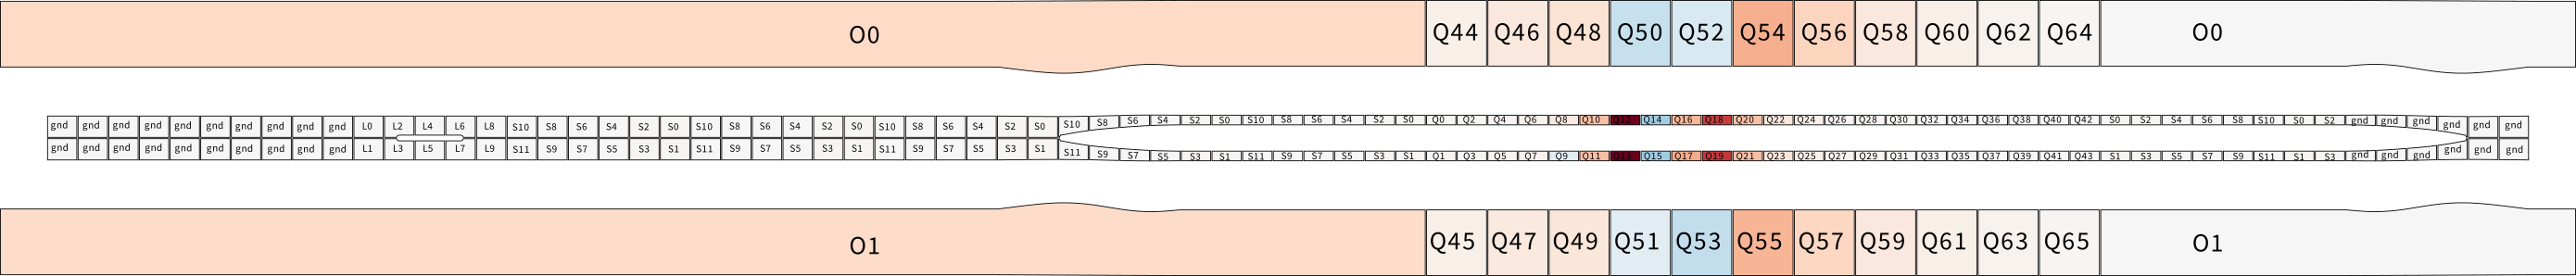 O0 Q44 Q46 Q48 Q50 Q52 Q54 Q56 Q58 Q60 Q62 Q64 O0
gnd gnd gnd gnd gnd gnd gnd gnd gnd gnd L0 L2 L4 L6 L8 S10 S8 S6 S4 S2 S0 S10 S8 S6 S4 S2 S0 S10 S8 S6 S4 S2 S0 S10 S8 S6 S4 S2 S0 S10 S8 S6 S4 S2 S0 Q0 Q2 Q4 Q6 Q8 Q10 Q12 Q14 Q16 Q18 Q20 Q22 Q24 Q26 Q28 Q30 Q32 Q34 Q36 Q38 Q40 Q42 S0 S2 S4 S6 S8 S10 S0 S2 gnd gnd gnd gnd gnd gnd
gnd gnd gnd gnd gnd gnd gnd gnd gnd gnd L1 L3 L5 L7 L9 S11 S9 S7 S5 S3 S1 S11 S9 S7 S5 S3 S1 S11 S9 S7 S5 S3 S1 S11 S9 S7 S5 S3 S1 S11 S9 S7 S5 S3 S1 Q1 Q3 Q5 Q7 Q9 Q11 Q13 Q15 Q17 Q19 Q21 Q23 Q25 Q27 Q29 Q31 Q33 Q35 Q37 Q39 Q41 Q43 S1 S3 S5 S7 S9 S11 S1 S3 gnd gnd gnd gnd gnd gnd
O1 Q45 Q47 Q49 Q51 Q53 Q55 Q57 Q59 Q61 Q63 Q65 O1